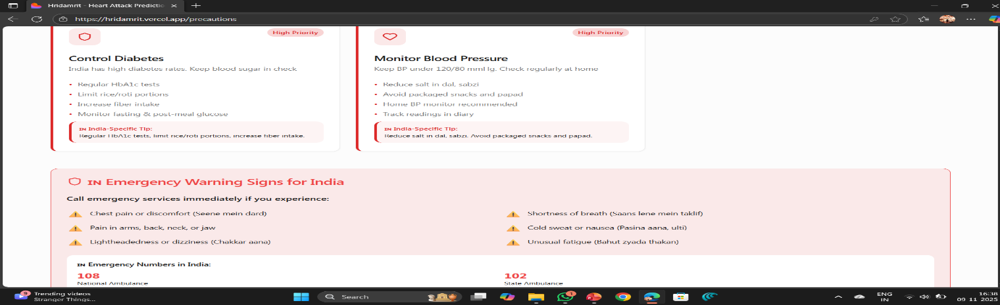 Hridamrit - Heart Attack Predictio
https://hridamrit.vercel.app/precautions
High Priority
Control Diabetes
India has high diabetes rates. Keep blood sugar in check
• Regular HbA1c tests
• Limit rice/roti portions
• Increase fiber intake
• Monitor fasting & post-meal glucose
IN India-Specific Tip:
Regular HbA1c tests, limit rice/roti portions, increase fiber intake.
High Priority
Monitor Blood Pressure
Keep BP under 120/80 mmHg. Check regularly at home
• Reduce salt in dal, sabzi
• Avoid packaged snacks and papad
• Home BP monitor recommended
• Track readings in diary
IN India-Specific Tip:
Reduce salt in dal, sabzi. Avoid packaged snacks and papad.
IN Emergency Warning Signs for India
Call emergency services immediately if you experience:
Chest pain or discomfort (Seene mein dard)
Shortness of breath (Saans lene mein taklif)
Pain in arms, back, neck, or jaw
Cold sweat or nausea (Pasina aana, ulti)
Lightheadedness or dizziness (Chakkar aana)
Unusual fatigue (Bahut zyada thakan)
IN Emergency Numbers in India:
108
National Ambulance
102
State Ambulance
9
Trending videos
Stranger Things...
Search
1
ENG
IN
16:38
09-11-2025